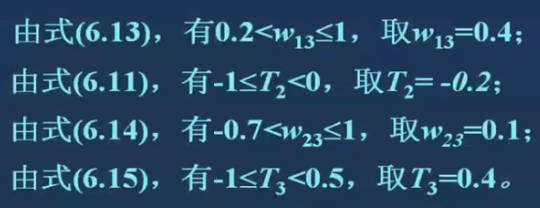 由式(6.13)，有0.2<w13≤1，取w13=0.4；
由式(6.11)，有-1≤T2<0，取T2= -0.2；
由式(6.14)，有-0.7<w23≤1，取w23=0.1；
由式(6.15)，有-1≤T3<0.5，取T3=0.4。